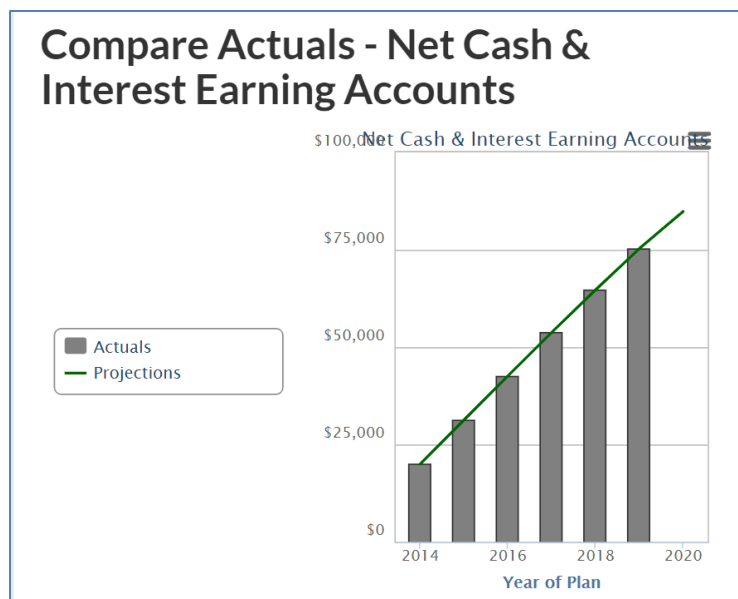 Compare Actuals - Net Cash &
Interest Earning Accounts
Net Cash & Interest Earning Accounts
$100,000
$75,000
$50,000
$25,000
$0
Actuals
Projections
2014 2016 2018 2020
Year of Plan